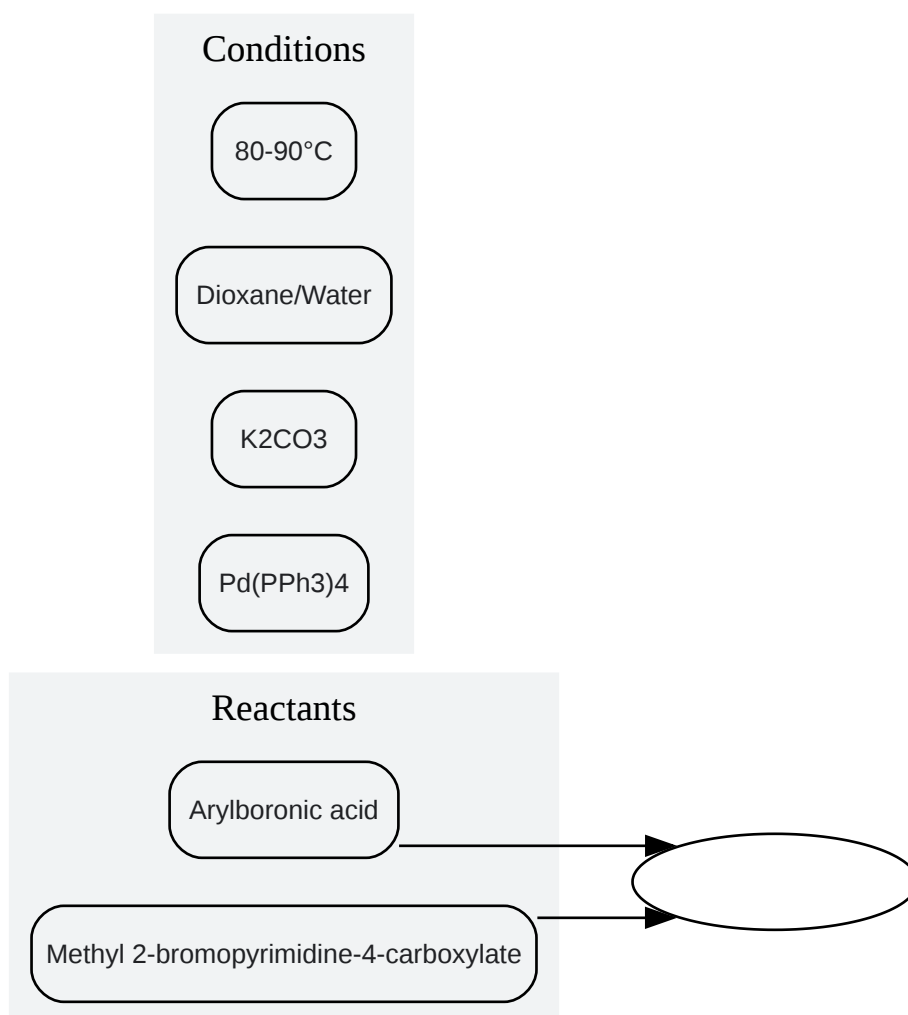 Conditions
80-90°C
Dioxane/Water
K2CO3
Pd(PPh3)4
Reactants
Arylboronic acid
Methyl 2-bromopyrimidine-4-carboxylate